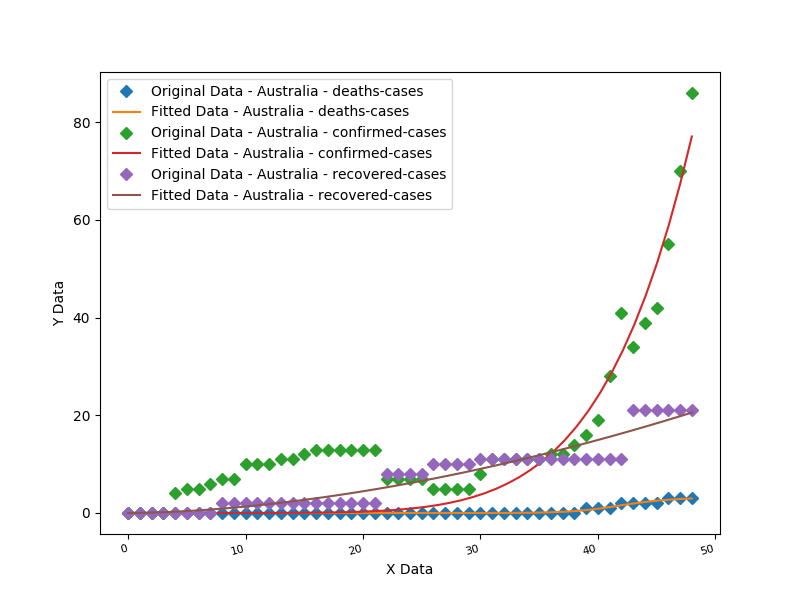 Original Data - Australia - deaths-cases
Fitted Data - Australia - deaths-cases
Original Data - Australia - confirmed-cases
Fitted Data - Australia - confirmed-cases
Original Data - Australia - recovered-cases
Fitted Data - Australia - recovered-cases
80
60
40
20
0
Y Data
0 10 20 30 40 50
X Data